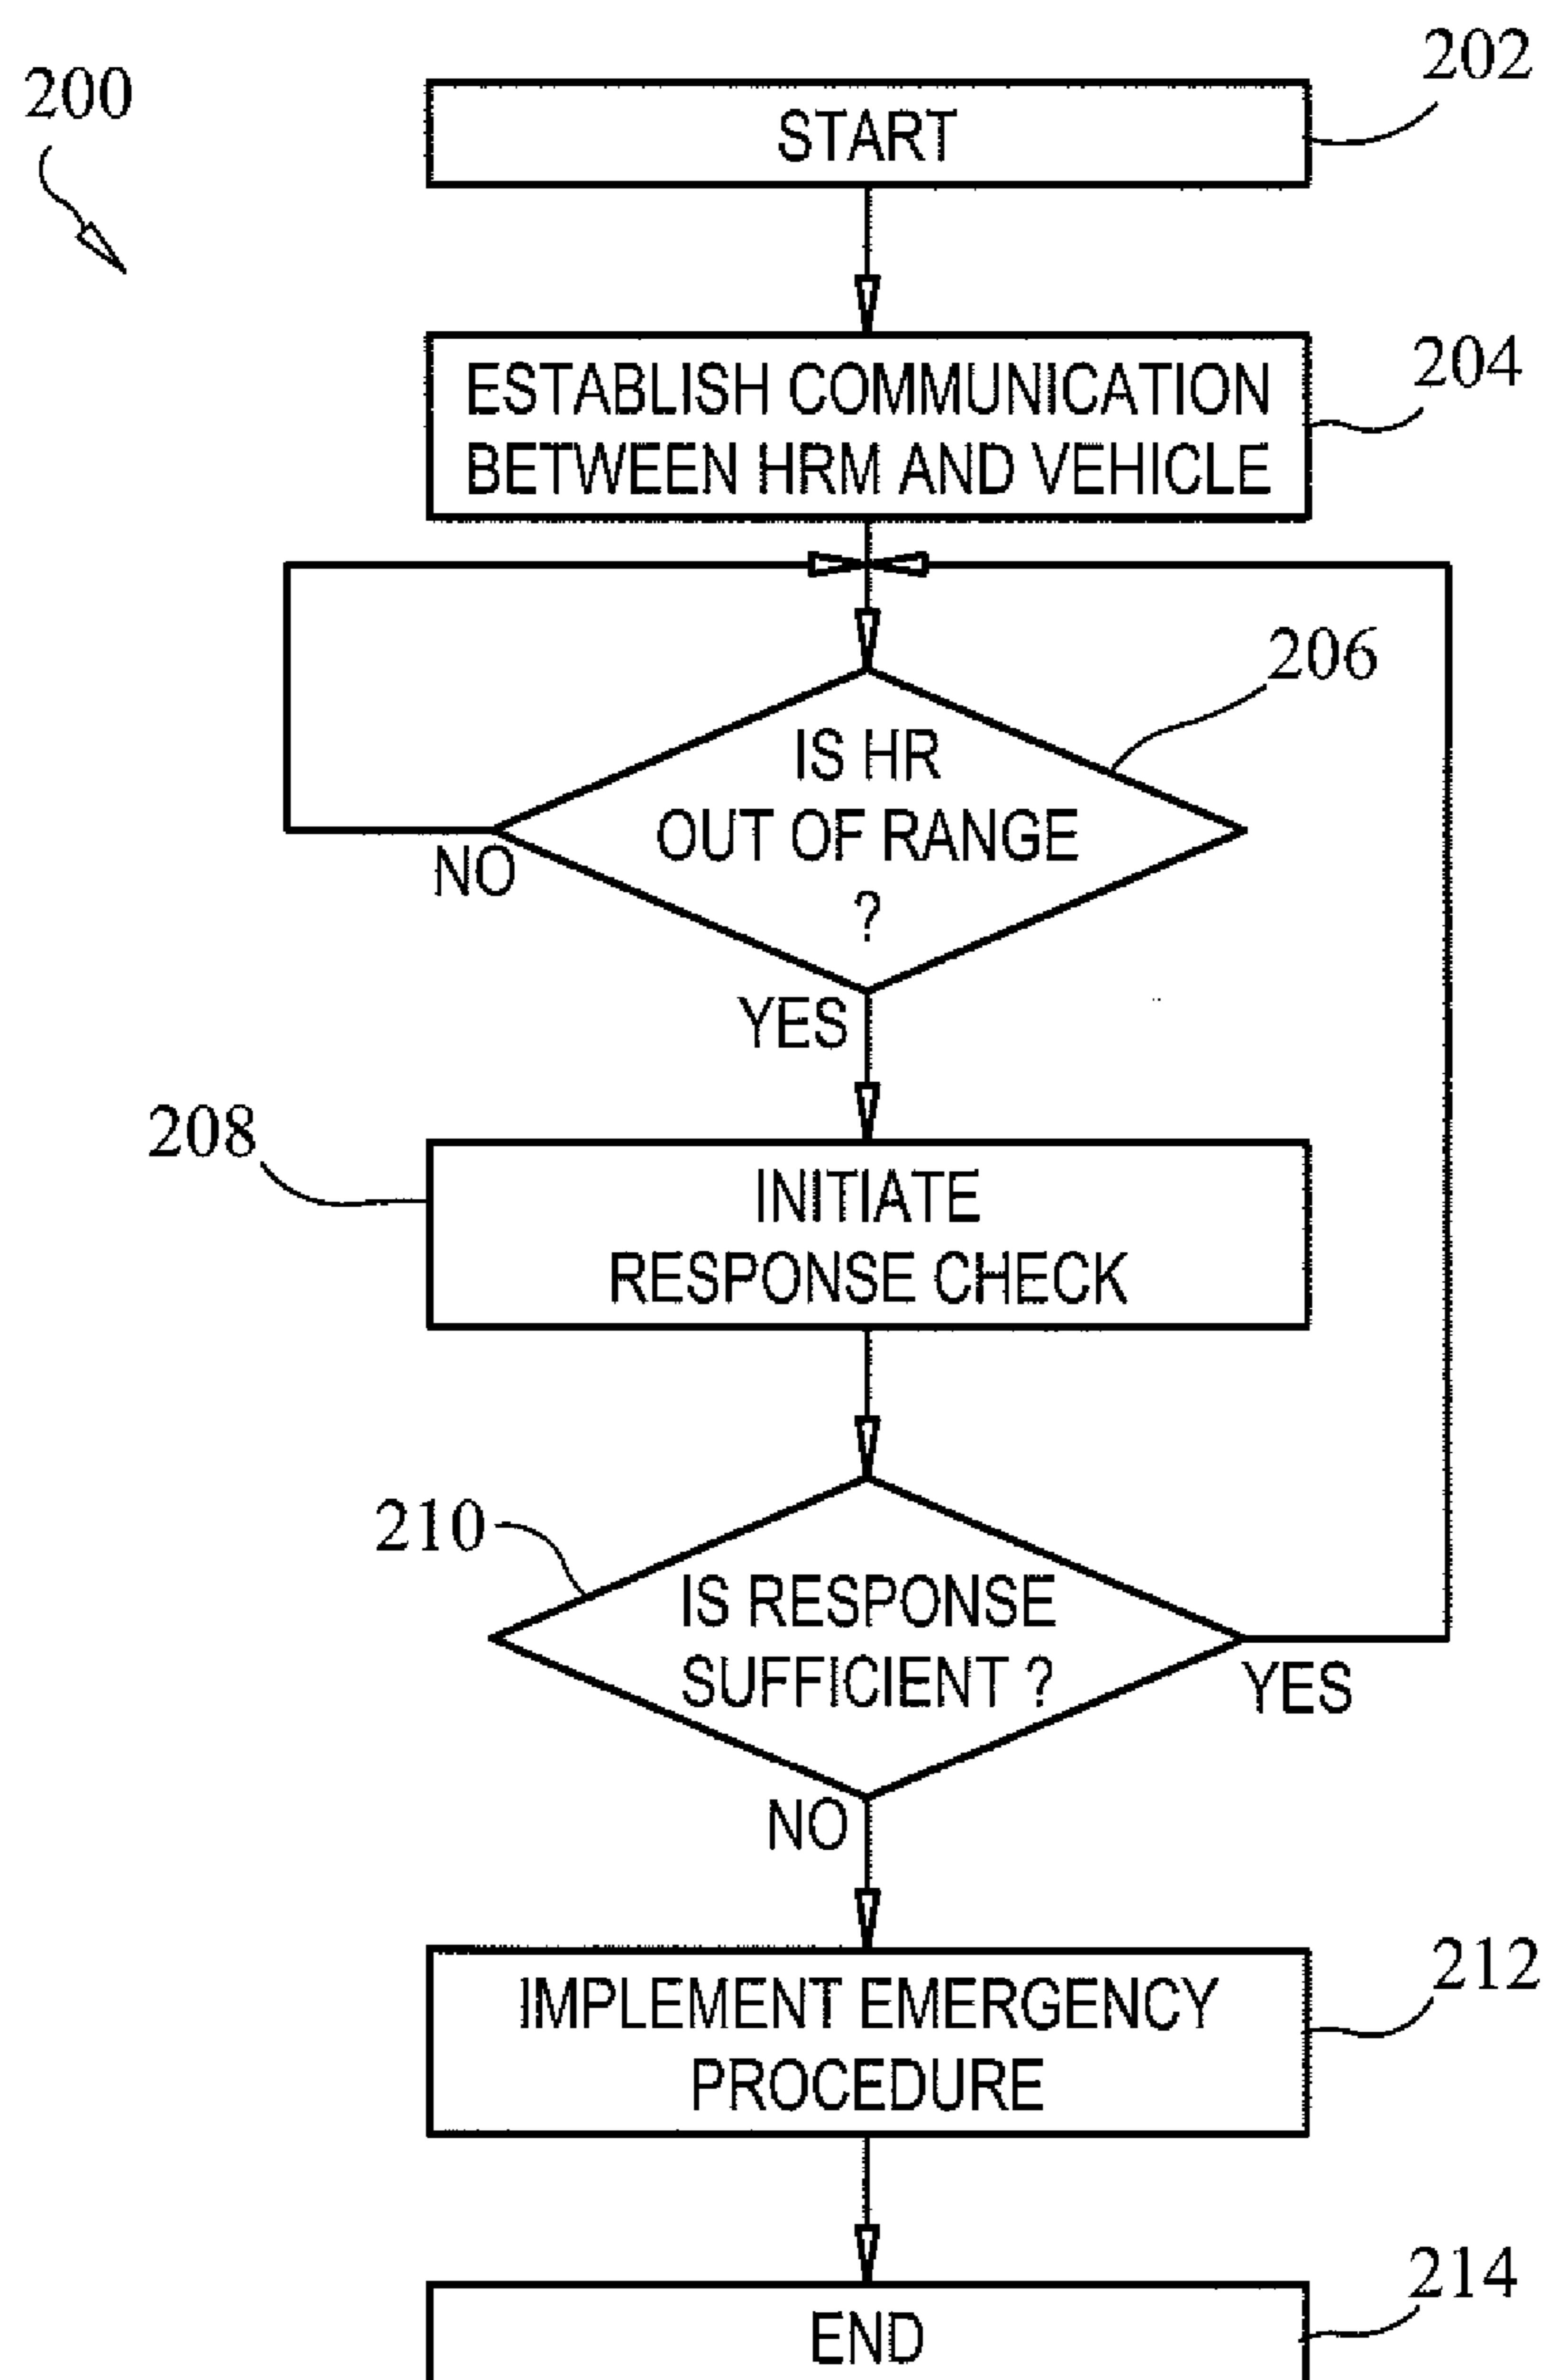 202
200
START
204
ESTABLISH COMMUNICATION
BETWEEN HRM AND VEHICLE
206
IS HR
OUT OF RANGE
?
NO
YES
208
INITIATE
RESPONSE CHECK
210
IS RESPONSE
SUFFICIENT ?
YES
NO
212
IMPLEMENT EMERGENCY
PROCEDURE
214
END